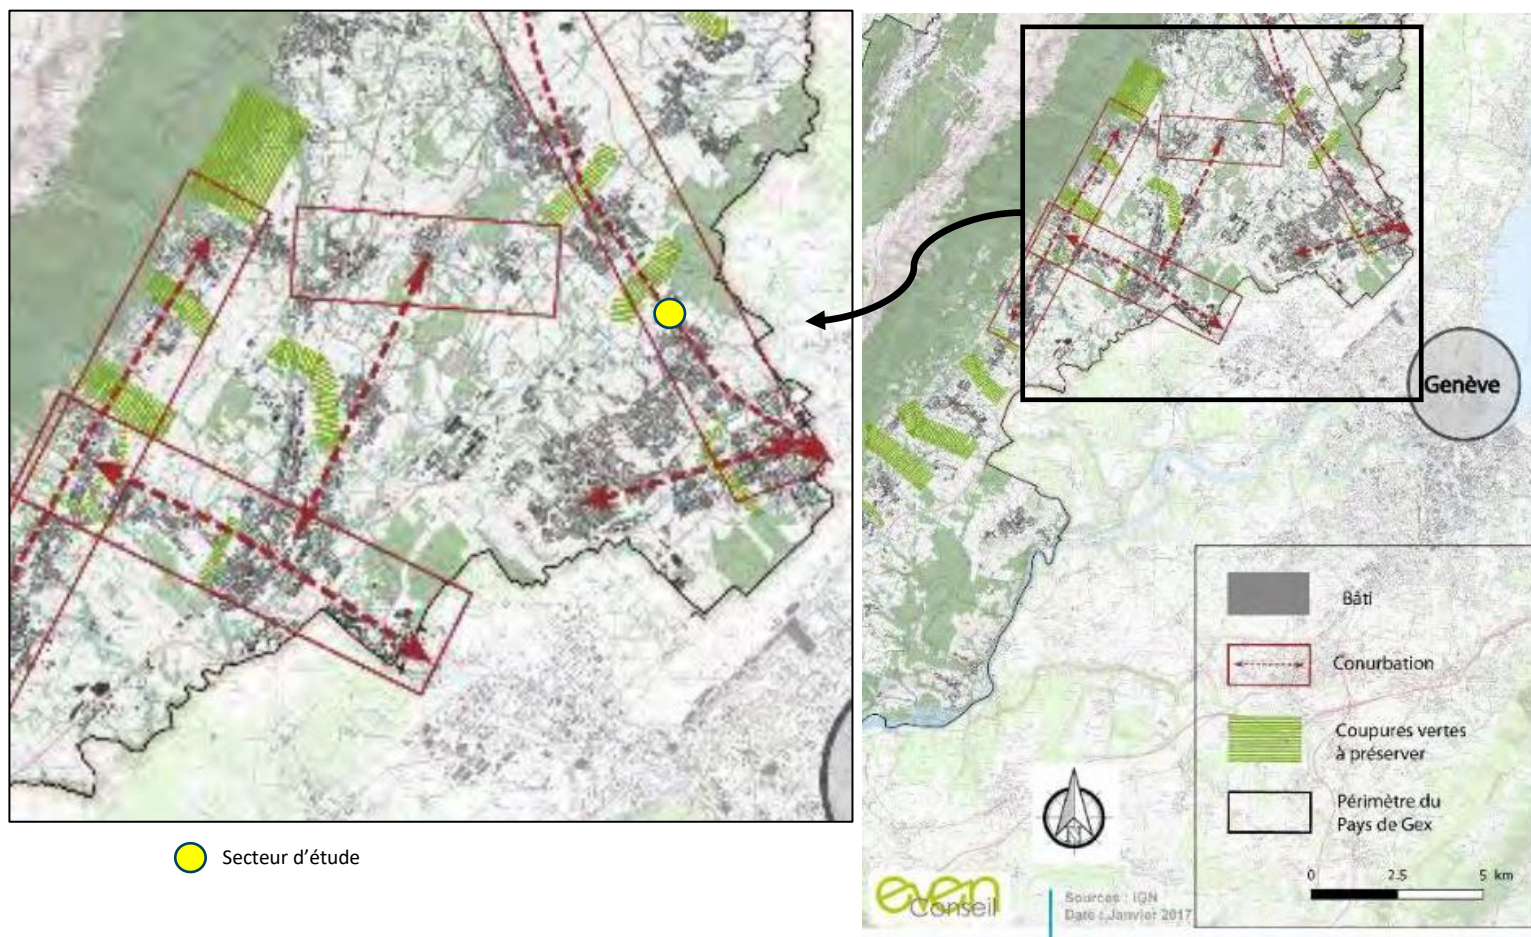 Secteur d'étude
Genève
Bâti
Conurbation
Coupures vertes
à préserver
Périmètre du
Pays de Gex
N
0 2.5 5 km
even
Conseil
Sources : IGN
Date : Janvier 2017